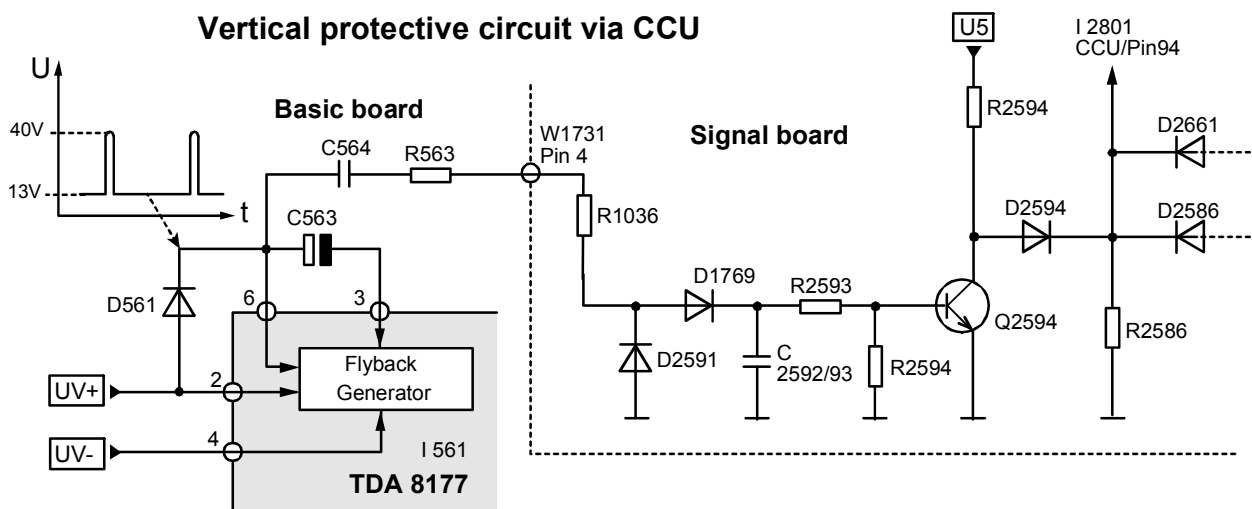 Vertical protective circuit via CCU
U5
I 2801
CCU/Pin94
U
40V
13V
t
Basic board
C564
R563
W1731
Pin 4
Signal board
R2594
D2661
C563
R1036
D2594
D2586
D561
6
3
D1769
R2593
Q2594
R2586
Flyback
Generator
D2591
C
2592/93
R2594
UV+
2
UV-
4
I 561
TDA 8177